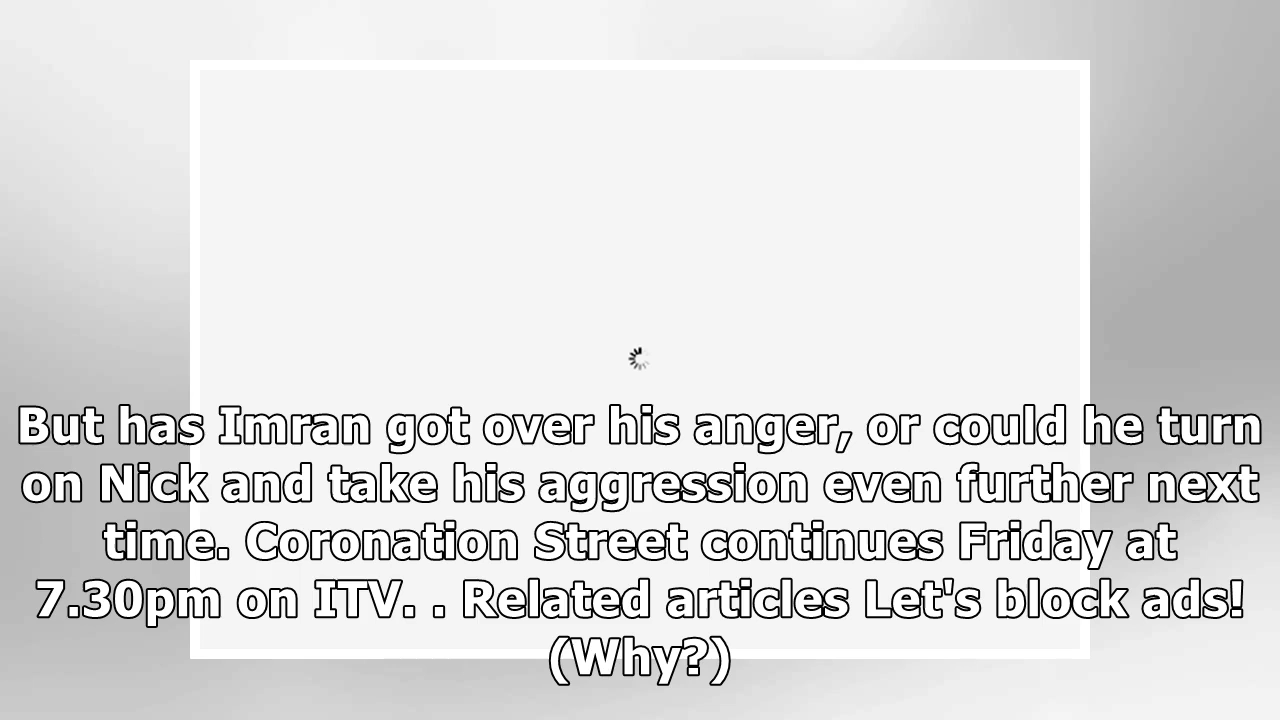 But has Imran got over his anger, or could he turn
on Nick and take his aggression even further next
time. Coronation Street continues Friday at
7.30pm on ITV. . Related articles Let's block ads!
(Why?)